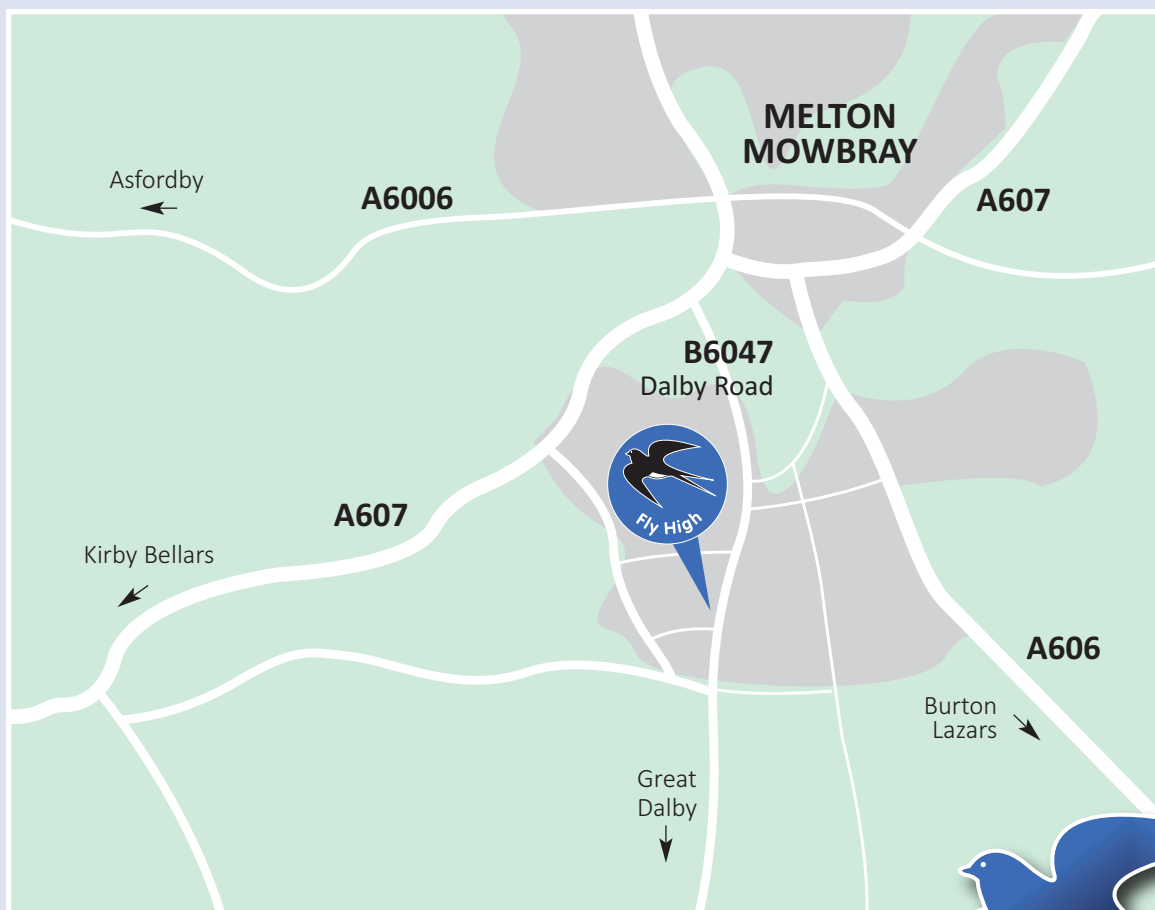 MELTON
MOWBRAY
Asfordby
A6006
A607
B6047
Dalby Road
Fly High
A607
Kirby Bellars
A606
Burton
Lazars
Great
Dalby